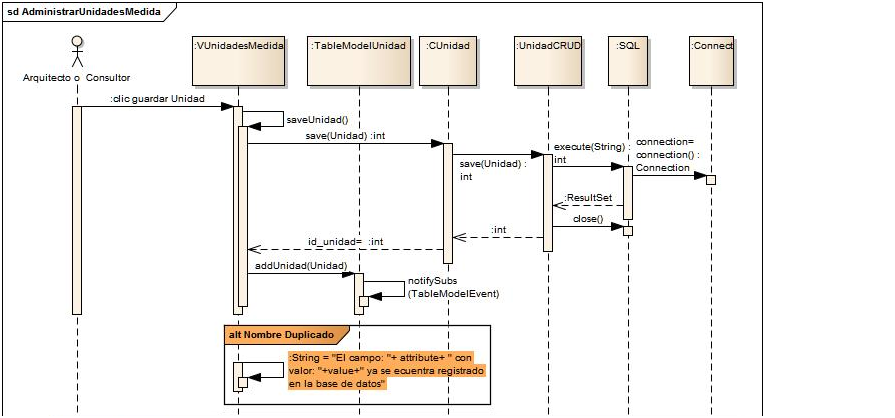 sd AdministrarUnidadesMedida
:VUnidadesMedida
:TableModelUnidad
:CUnidad
:UnidadCRUD
:SQL
:Connect
Arquitecto o Consultor
:clic guardar Unidad
saveUnidad()
save(Unidad) :int
save(Unidad) :
int
execute(String) :
int
connection=
connection() :
Connection
:ResultSet
close()
:int
id_unidad= :int
addUnidad(Unidad)
notifySubs
(TableModelEvent)
alt Nombre Duplicado
:String = "El campo: "+ attribute+ " con
valor: "+value+" ya se ecuentra registrado
en la base de datos"